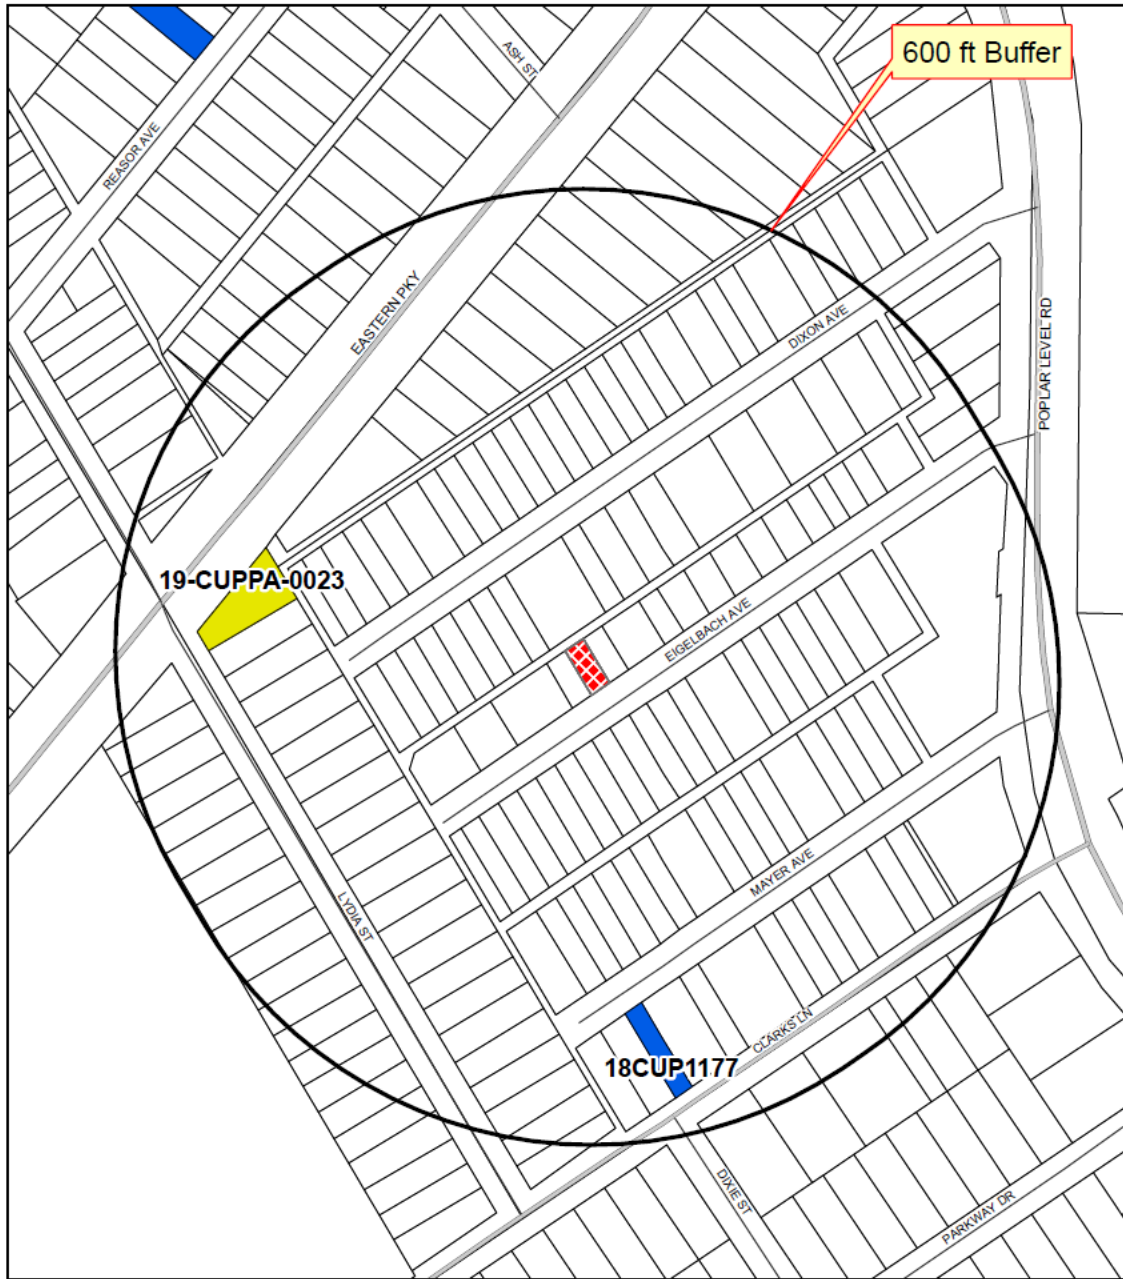 600 ft Buffer
ASH ST
REASOR AVE
EASTERN PKY
DIXON AVE
POPLAR LEVEL RD
19-CUPPA-0023
EIGELBACH AVE
MAYER AVE
LYDIA ST
CLARKS LN
18CUP1177
DIXIE ST
PARKWAY DR